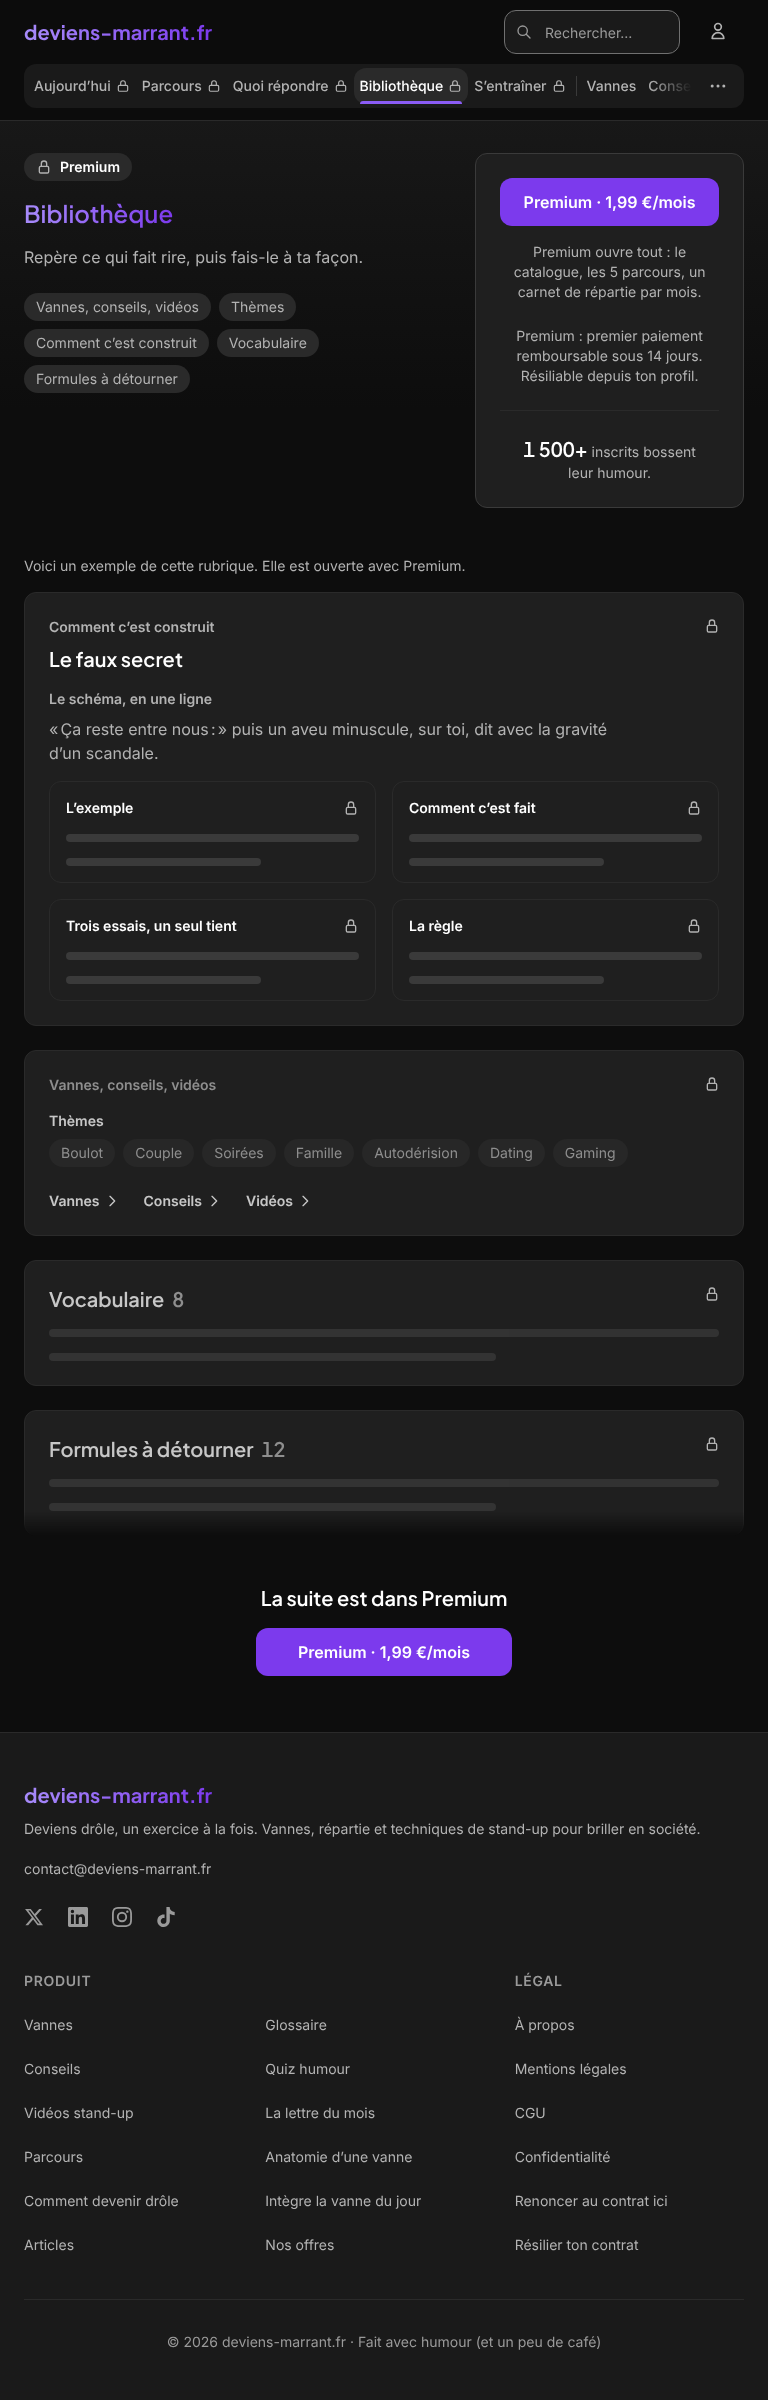 deviens-marrant.fr
Rechercher...
Aujourd’hui
Parcours
Quoi répondre
Bibliothèque
S’entraîner
Vannes
Premium
Bibliothèque
Repère ce qui fait rire, puis fais-le à ta façon.
Vannes, conseils, vidéos
Thèmes
Comment c’est construit
Vocabulaire
Formules à détourner
Premium · 1,99 €/mois
Premium ouvre tout : le
catalogue, les 5 parcours, un
carnet de répartie par mois.
Premium : premier paiement
remboursable sous 14 jours.
Résiliable depuis ton profil.
1 500+ inscrits bossent
leur humour.
Voici un exemple de cette rubrique. Elle est ouverte avec Premium.
Comment c’est construit
Le faux secret
Le schéma, en une ligne
« Ça reste entre nous : » puis un aveu minuscule, sur toi, dit avec la gravité
d’un scandale.
L’exemple
Comment c’est fait
Trois essais, un seul tient
La règle
Vannes, conseils, vidéos
Thèmes
Boulot
Couple
Soirées
Famille
Autodérision
Dating
Gaming
Vannes
Conseils
Vidéos
Vocabulaire 8
Formules à détourner 12
La suite est dans Premium
Premium · 1,99 €/mois
deviens-marrant.fr
Deviens drôle, un exercice à la fois. Vannes, répartie et techniques de stand-up pour briller en société.
contact@deviens-marrant.fr
PRODUIT
LÉGAL
Vannes
Glossaire
À propos
Conseils
Quiz humour
Mentions légales
Vidéos stand-up
La lettre du mois
CGU
Parcours
Anatomie d’une vanne
Confidentialité
Comment devenir drôle
Intègre la vanne du jour
Renoncer au contrat ici
Articles
Nos offres
Résilier ton contrat
© 2026 deviens-marrant.fr · Fait avec humour (et un peu de café)